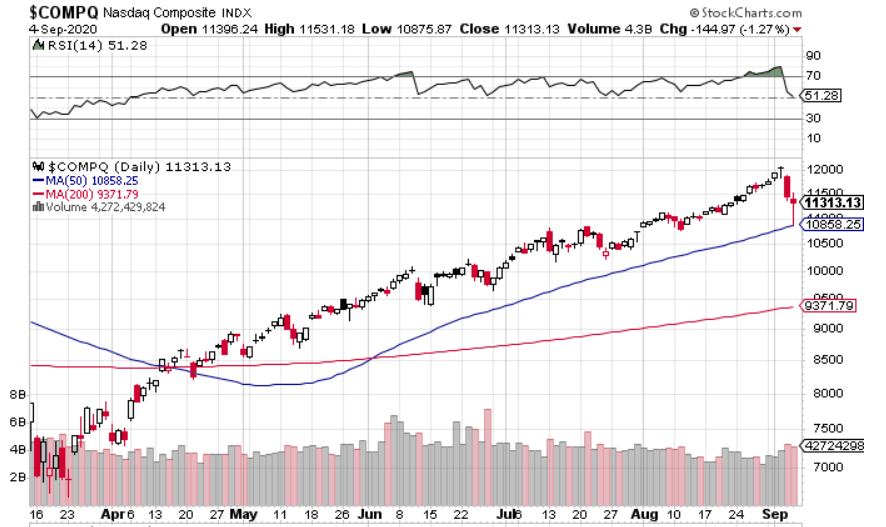 $COMPQ Nasdaq Composite INDX © StockCharts.com
4-Sep-2020 Open 11396.24 High 11531.18 Low 10875.87 Close 11313.13 Volume 4.3B Chg -144.97 (-1.27%)
RSI(14) 51.28
90
70
51.28
30
10
$COMPQ (Daily) 11313.13
MA(50) 10858.25
MA(200) 9371.79
Volume 4,272,429,824
12000
11500
11313.13
11000
10858.25
10500
10000
9500
9371.79
9000
8500
8000
7500
42724298
7000
8B
6B
4B
2B
16 23 Apr 6 13 20 27 May 11 18 26 Jun 8 15 22 Jul 6 13 20 27 Aug 10 17 24 Sep